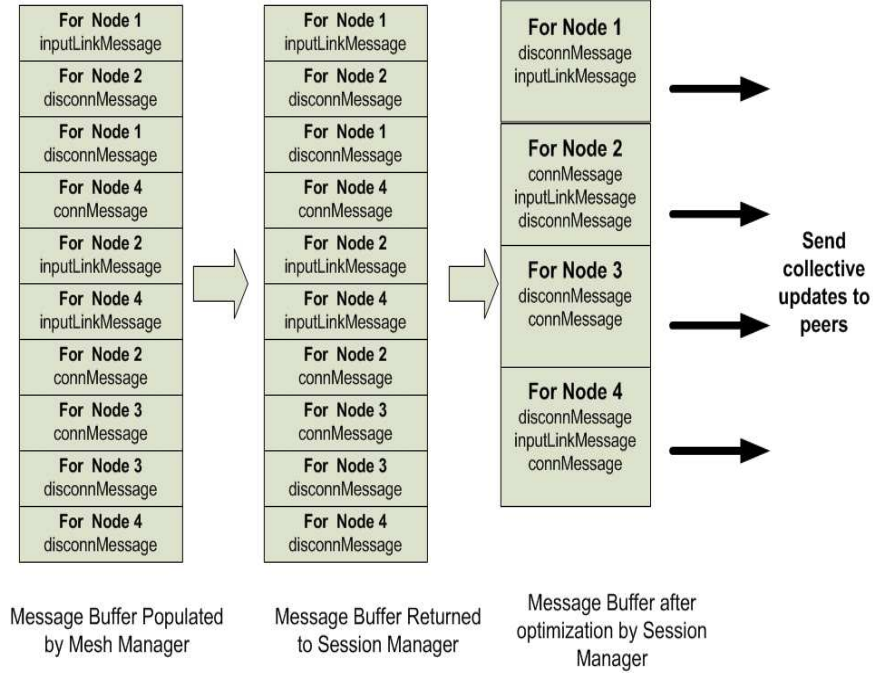 For Node 1
inputLinkMessage
For Node 2
disconnMessage
For Node 1
disconnMessage
For Node 4
connMessage
For Node 2
inputLinkMessage
For Node 4
inputLinkMessage
For Node 2
connMessage
For Node 3
connMessage
For Node 3
disconnMessage
For Node 4
disconnMessage
Message Buffer Populated
by Mesh Manager
For Node 1
inputLinkMessage
For Node 2
disconnMessage
For Node 1
disconnMessage
For Node 4
connMessage
For Node 2
inputLinkMessage
For Node 4
inputLinkMessage
For Node 2
connMessage
For Node 3
connMessage
For Node 3
disconnMessage
For Node 4
disconnMessage
Message Buffer Returned
to Session Manager
For Node 1
disconnMessage
inputLinkMessage
For Node 2
connMessage
inputLinkMessage
disconnMessage
For Node 3
disconnMessage
connMessage
For Node 4
disconnMessage
inputLinkMessage
connMessage
Message Buffer after
optimization by Session
Manager
Send
collective
updates to
peers